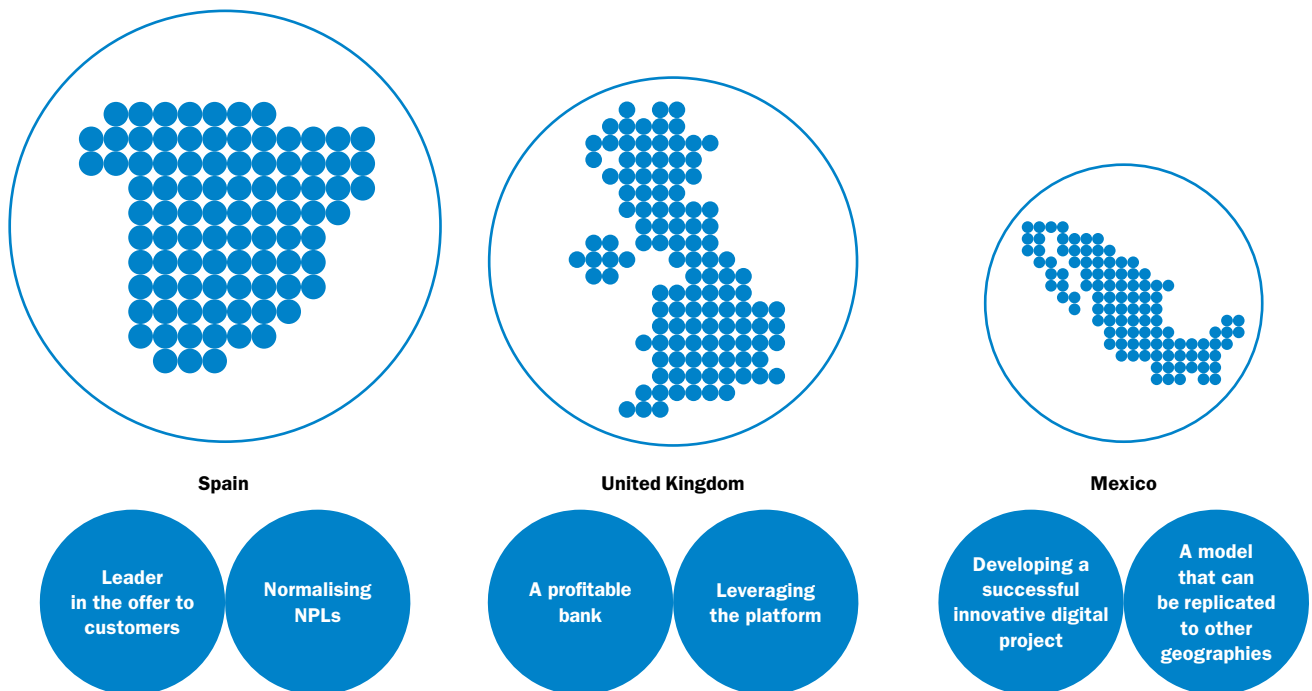 Spain
United Kingdom
Mexico
Leader
in the offer to
customers
Normalising
NPLs
A profitable
bank
Leveraging
the platform
Developing a
successful
innovative digital
project
A model
that can
be replicated
to other
geographies